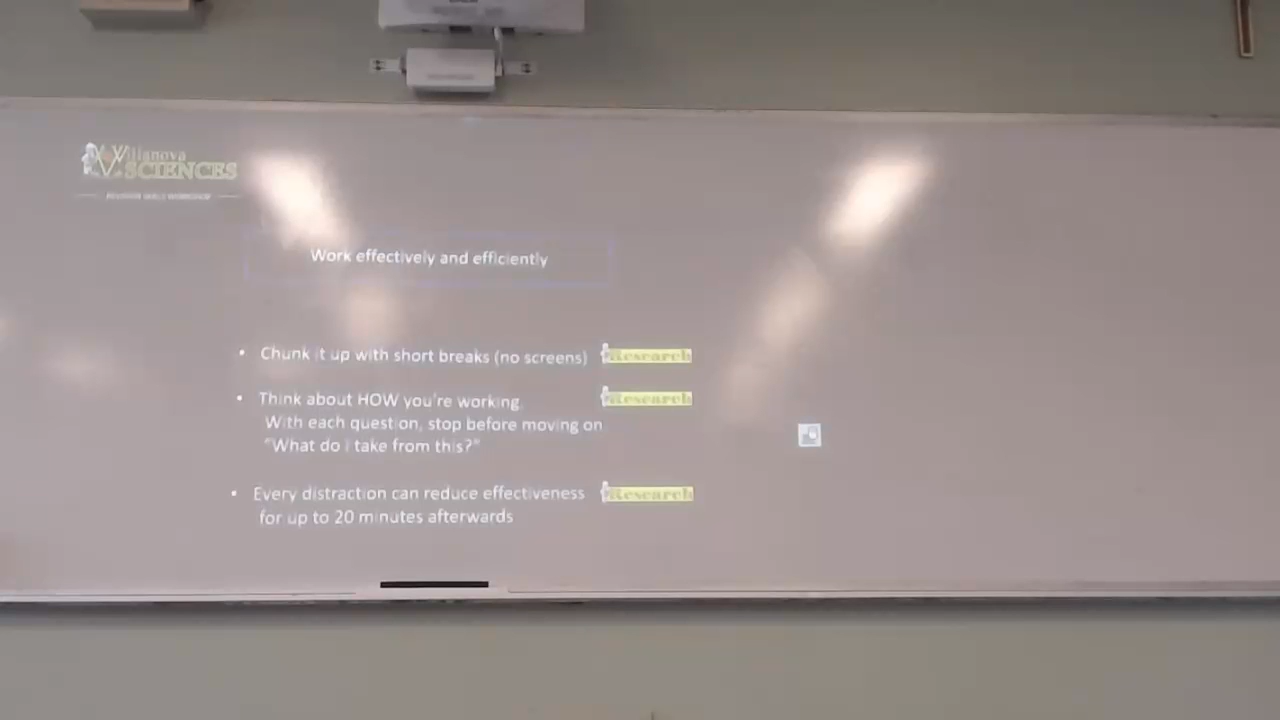 Villanova
SCIENCES
Work effectively and efficiently
• Chunk it up with short breaks (no screens)
Research
• Think about HOW you're working.
Research
With each question, stop before moving on
"What do I take from this?"
• Every distraction can reduce effectiveness
Research
for up to 20 minutes afterwards